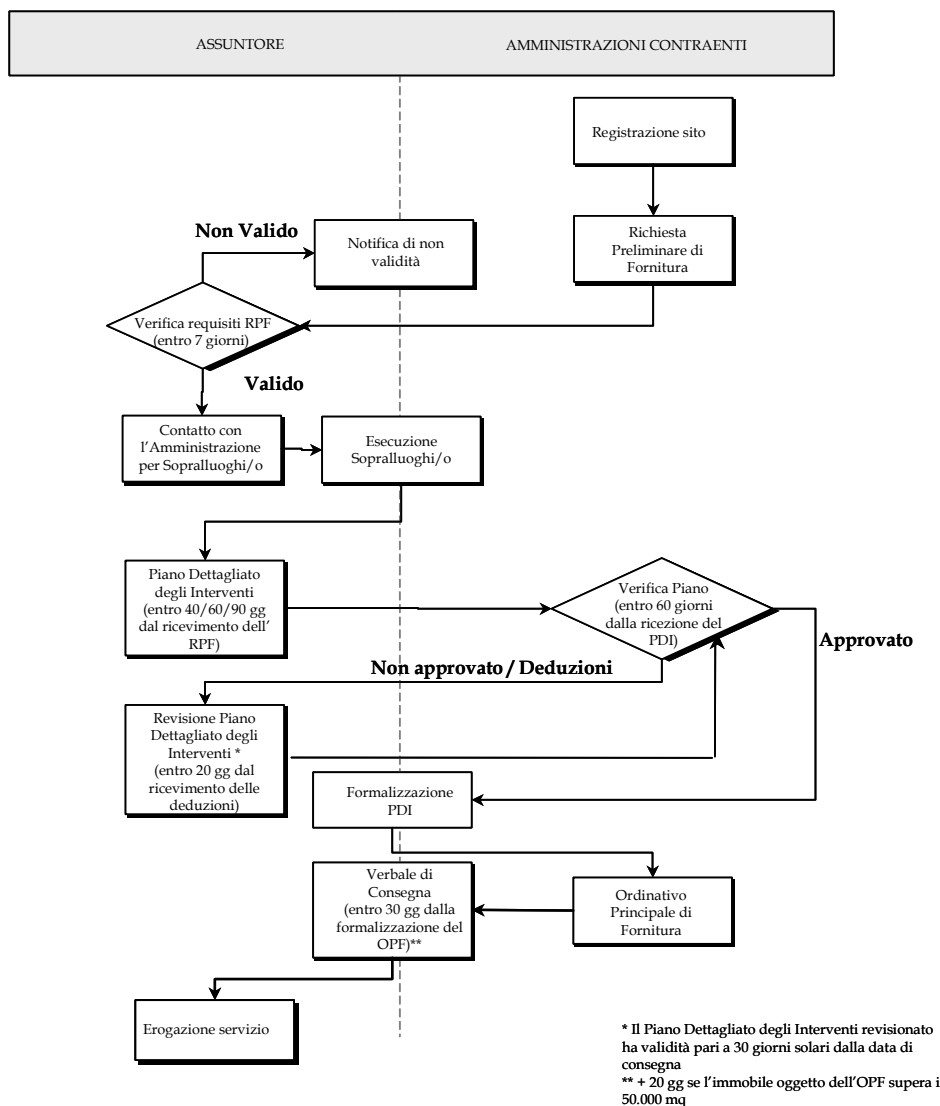 ASSUNTORE
AMMINISTRAZIONI CONTRAENTI
Registrazione sito
Non Valido
Notifica di non
validità
Richiesta
Preliminare di
Fornitura
Verifica requisiti RPF
(entro 7 giorni)
Valido
Contatto con
l'Amministrazione
per Sopralluoghi/o
Esecuzione
Sopralluoghi/o
Piano Dettagliato
degli Interventi
(entro 40/60/90 gg
dal ricevimento dell'
RPF)
Verifica Piano
(entro 60 giorni
dalla ricezione del
PDI)
Approvato
Non approvato / Deduzioni
Revisione Piano
Dettagliato degli
Interventi *
(entro 20 gg dal
ricevimento delle
deduzioni)
Formalizzazione
PDI
Verbale di
Consegna
(entro 30 gg dalla
formalizzazione del
OPF)**
Ordinativo
Principale di
Fornitura
Erogazione servizio
* Il Piano Dettagliato degli Interventi revisionato
ha validità pari a 30 giorni solari dalla data di
consegna
** + 20 gg se l'immobile oggetto dell'OPF supera i
50.000 mq